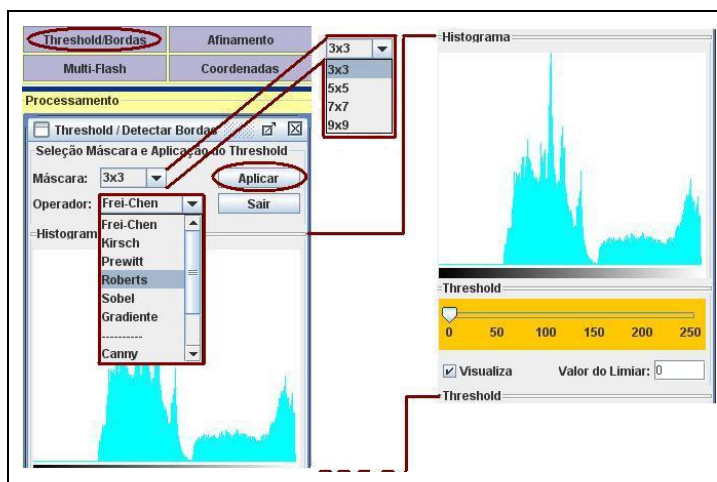 Threshold/Bordas
Afinamento
Multi-Flash
Coordenadas
Processamento
Threshold / Detectar Bordas
Seleção Máscara e Aplicação do Threshold
Máscara: 3x3
Aplicar
Operador: Frei-Chen
Sair
Frei-Chen
Kirsch
Prewitt
Roberts
Sobel
Gradiente
----------
Canny
Histogram
3x3
3x3
5x5
7x7
9x9
Histograma
Threshold
0 50 100 150 200 250
Visualiza
Valor do Limiar: 0
Threshold